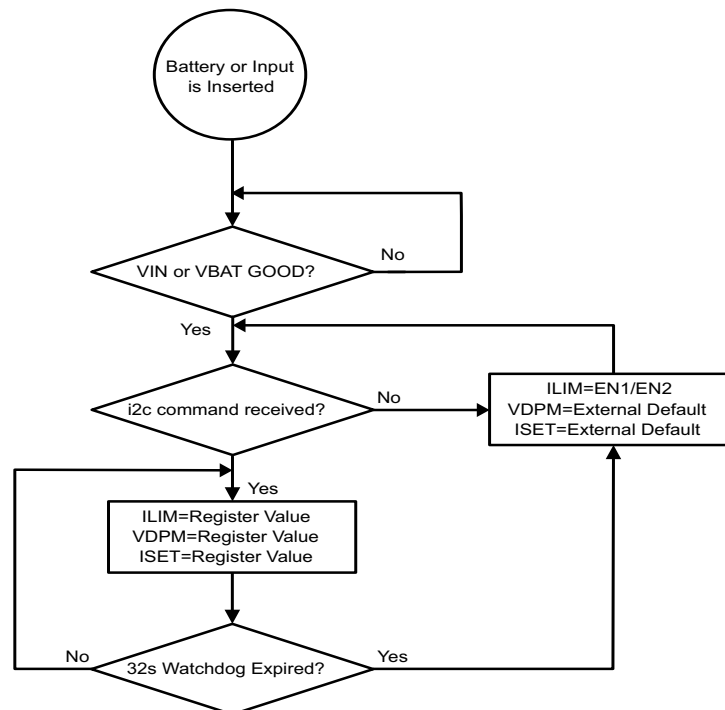 Battery or Input
is Inserted
VIN or VBAT GOOD?
No
Yes
i2c command received?
No
ILIM=EN1/EN2
VDPM=External Default
ISET=External Default
Yes
ILIM=Register Value
VDPM=Register Value
ISET=Register Value
No
32s Watchdog Expired?
Yes